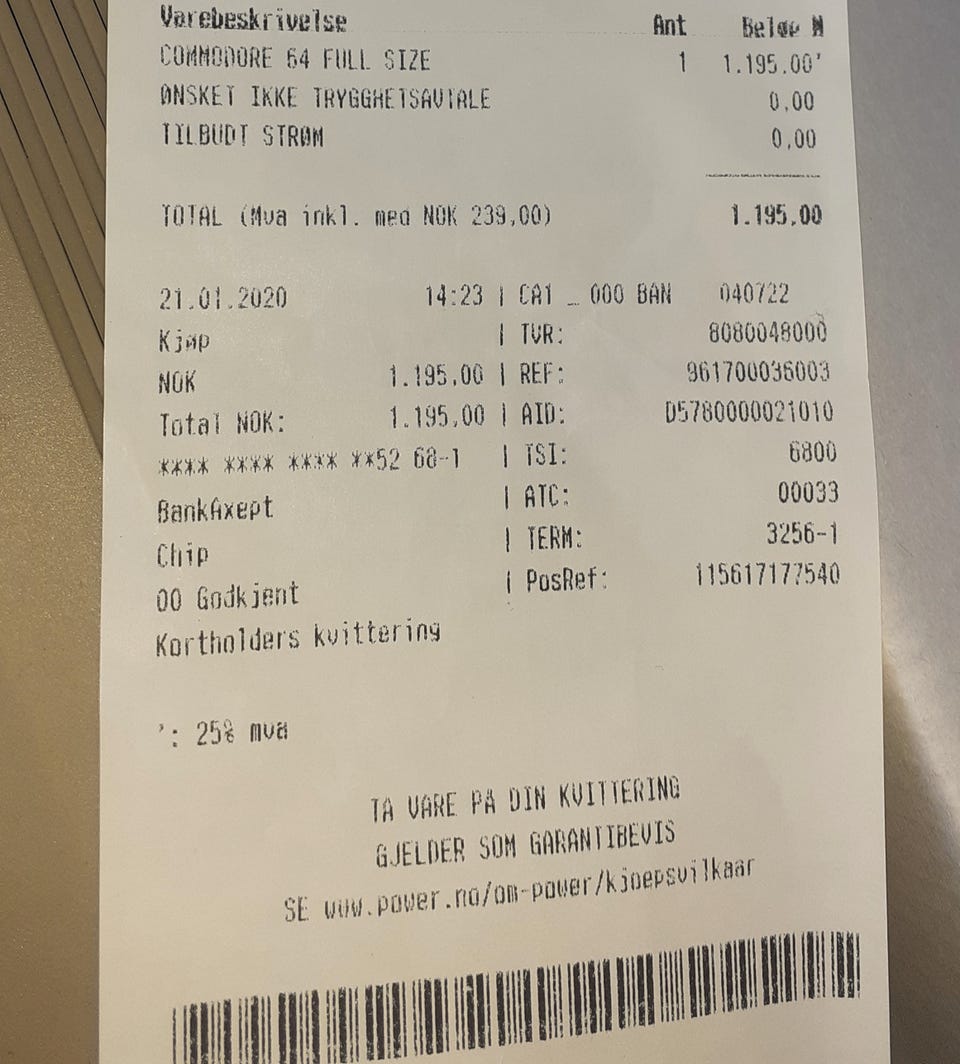 Varebeskrivelse Ant Beløp N
COMMODORE 64 FULL SIZE 1 1.195.00'
ØNSKET IKKE TRYGGHETSAVTALE 0,00
TILBUDT STRØM 0,00
TOTAL (Mva inkl. med NOK 239,00) 1.195,00
21.01.2020 14:23 | CA1 _ 000 BAN 040722
Kjøp | TVR: 8080048000
NOK 1.195,00 | REF: 961700036003
Total NOK: 1.195,00 | AID: D5780000021010
**** **** **** **52 68-1 | TSI: 6800
BankAxept | ATC: 00033
Chip | TERM: 3256-1
00 Godkjent | PosRef: 115617177540
Kortholders kvittering
': 25% mva
TA VARE PÅ DIN KVITTERING
GJELDER SOM GARANTIBEVIS
SE www.power.no/om-power/kjoepsvilkaar